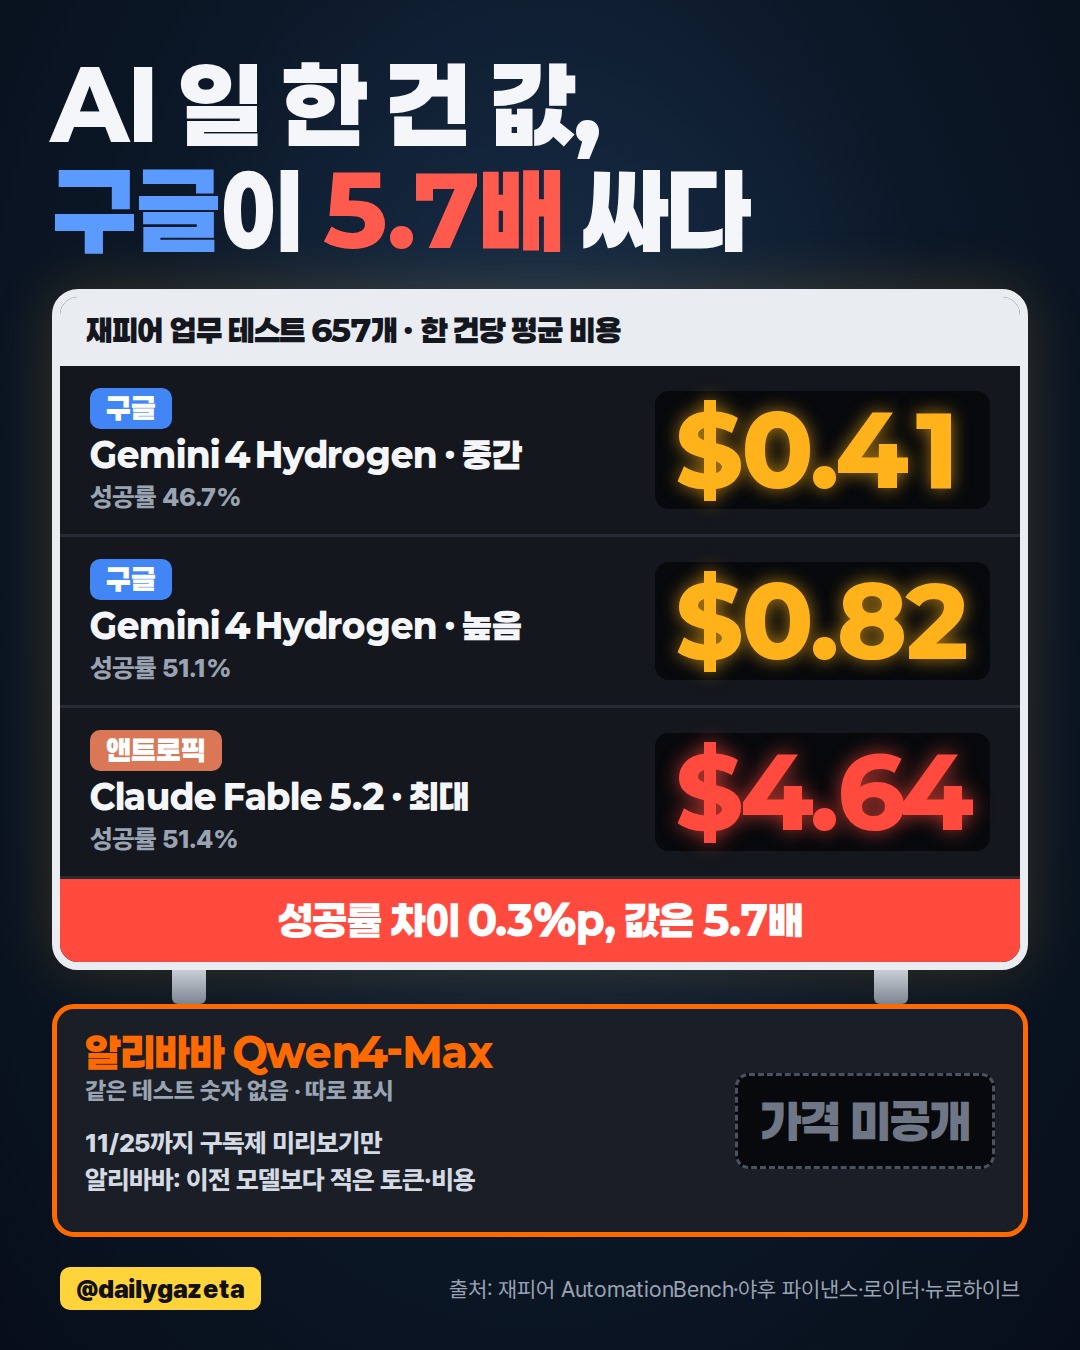 AI 일 한 건 값,
구글이 5.7배 싸다
재피어 업무 테스트 657개 · 한 건당 평균 비용
구글
Gemini 4 Hydrogen · 중간
성공률 46.7%
$0.41
구글
Gemini 4 Hydrogen · 높음
성공률 51.1%
$0.82
앤트로픽
Claude Fable 5.2 · 최대
성공률 51.4%
$4.64
성공률 차이 0.3%p, 값은 5.7배
알리바바 Qwen4-Max
같은 테스트 숫자 없음 · 따로 표시
11/25까지 구독제 미리보기만
알리바바: 이전 모델보다 적은 토큰·비용
가격 미공개
@dailygazeta
출처: 재피어 AutomationBench·야후 파이낸스·로이터·뉴로하이브